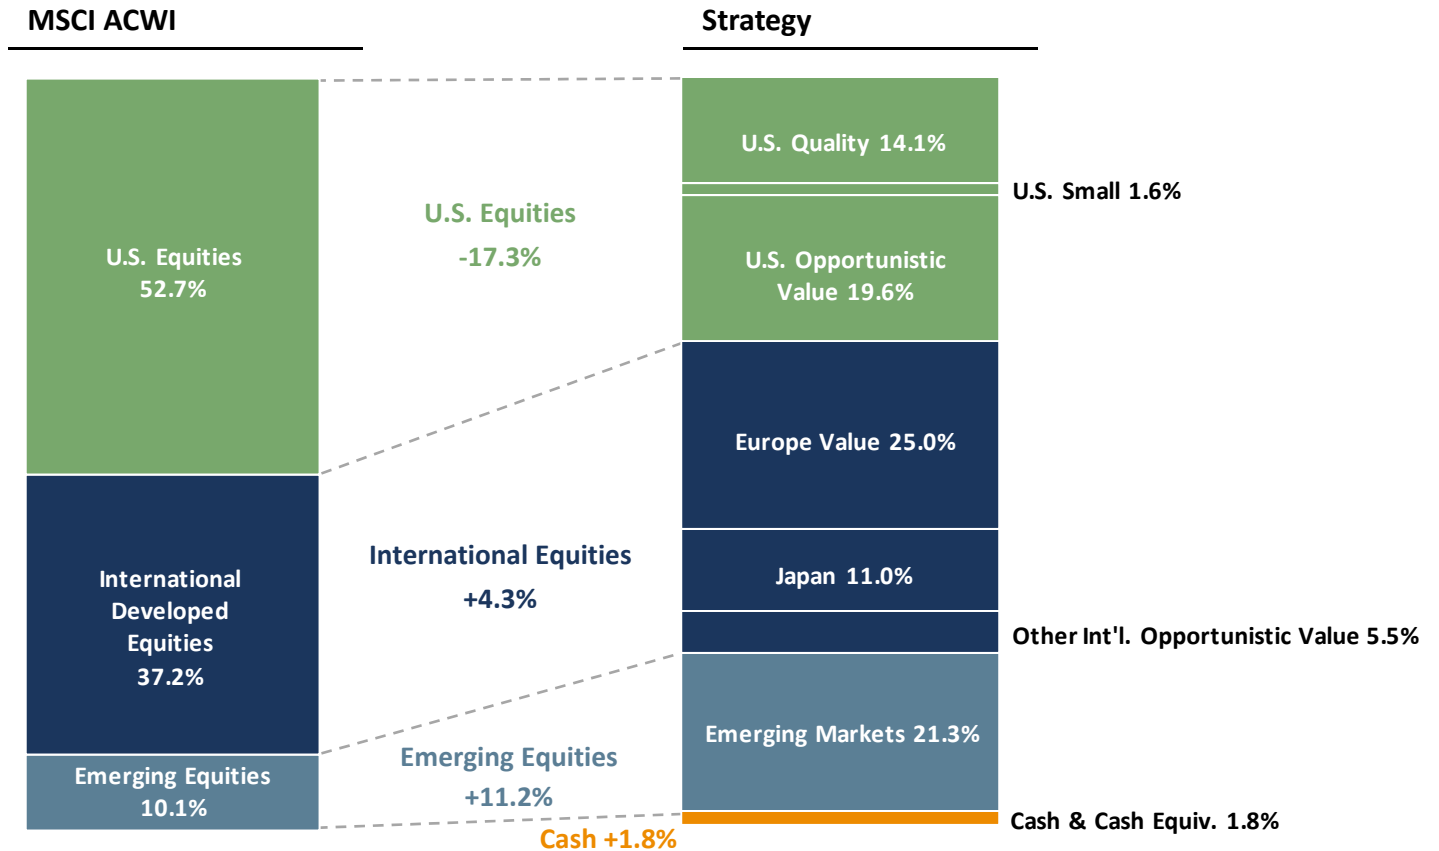 MSCI ACWI
Strategy
U.S. Equities
52.7%
International
Developed
Equities
37.2%
Emerging Equities
10.1%
U.S. Equities
-17.3%
International Equities
+4.3%
Emerging Equities
+11.2%
Cash +1.8%
U.S. Quality 14.1%
U.S. Small 1.6%
U.S. Opportunistic
Value 19.6%
Europe Value 25.0%
Japan 11.0%
Other Int'l. Opportunistic Value 5.5%
Emerging Markets 21.3%
Cash & Cash Equiv. 1.8%